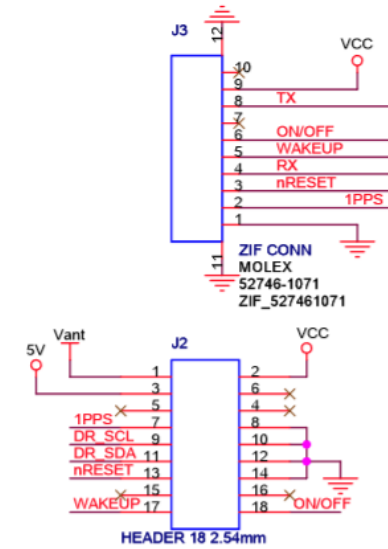 J3
12
VCC
10
9
8 TX
7
6 ON/OFF
5 WAKEUP
4 RX
3 nRESET
2 1PPS
1
11
ZIF CONN
MOLEX
52746-1071
ZIF_527461071
Vant
5V
J2
VCC
1 2
3 6
5 4
1PPS 7 8
DR_SCL 9 10
DR_SDA 11 12
nRESET 13 14
15 16
WAKEUP 17 18 ON/OFF
HEADER 18 2.54mm